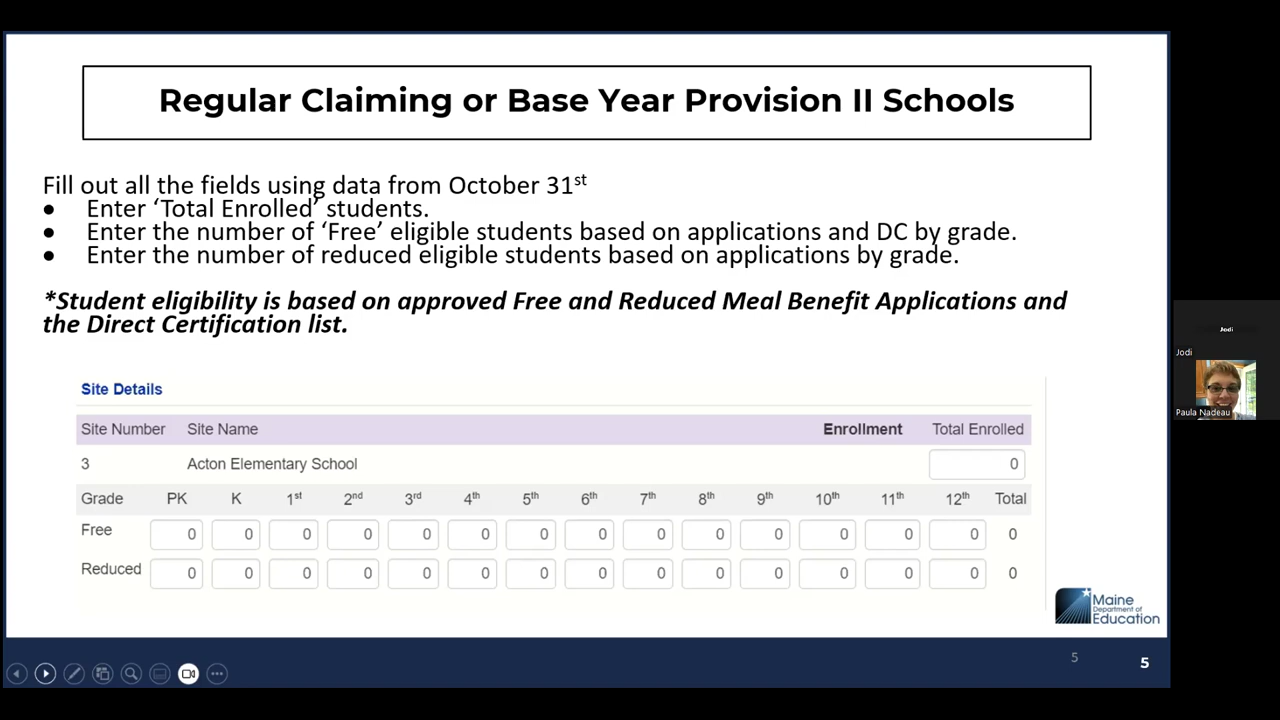 Regular Claiming or Base Year Provision II Schools
Fill out all the fields using data from October 31st
● Enter ‘Total Enrolled’ students.
● Enter the number of ‘Free’ eligible students based on applications and DC by grade.
● Enter the number of reduced eligible students based on applications by grade.
*Student eligibility is based on approved Free and Reduced Meal Benefit Applications and
the Direct Certification list.
Site Details
Site Number Site Name Enrollment Total Enrolled
3 Acton Elementary School 0
Grade PK K 1st 2nd 3rd 4th 5th 6th 7th 8th 9th 10th 11th 12th Total
Free 0 0 0 0 0 0 0 0 0 0 0 0 0 0 0
Reduced 0 0 0 0 0 0 0 0 0 0 0 0 0 0 0
Maine
Department of
Education
5 5
Jodi
Jodi
Paula Nadeau